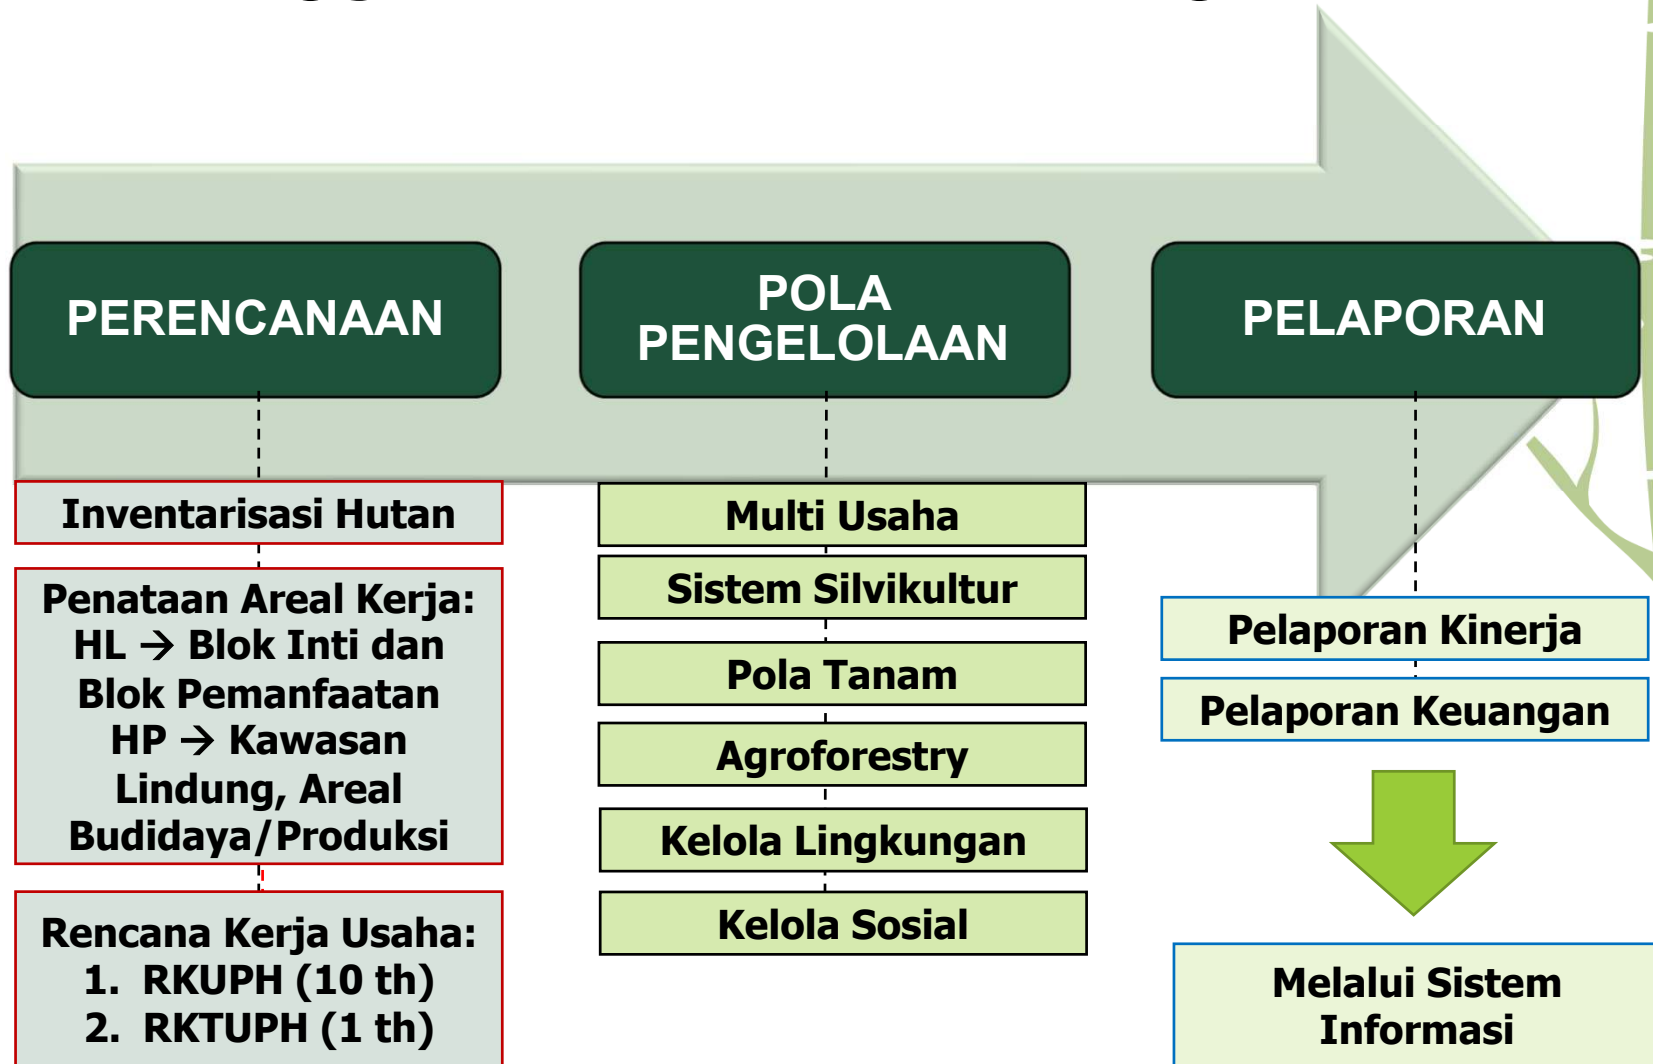 PERENCANAAN
Inventarisasi Hutan
Penataan Areal Kerja:
HL → Blok Inti dan
Blok Pemanfaatan
HP → Kawasan
Lindung, Areal
Budidaya/Produksi
Rencana Kerja Usaha:
1. RKUPH (10 th)
2. RKTUPH (1 th)
POLA
PENGELOLAAN
Multi Usaha
Sistem Silvikultur
Pola Tanam
Agroforestry
Kelola Lingkungan
Kelola Sosial
PELAPORAN
Pelaporan Kinerja
Pelaporan Keuangan
Melalui Sistem
Informasi